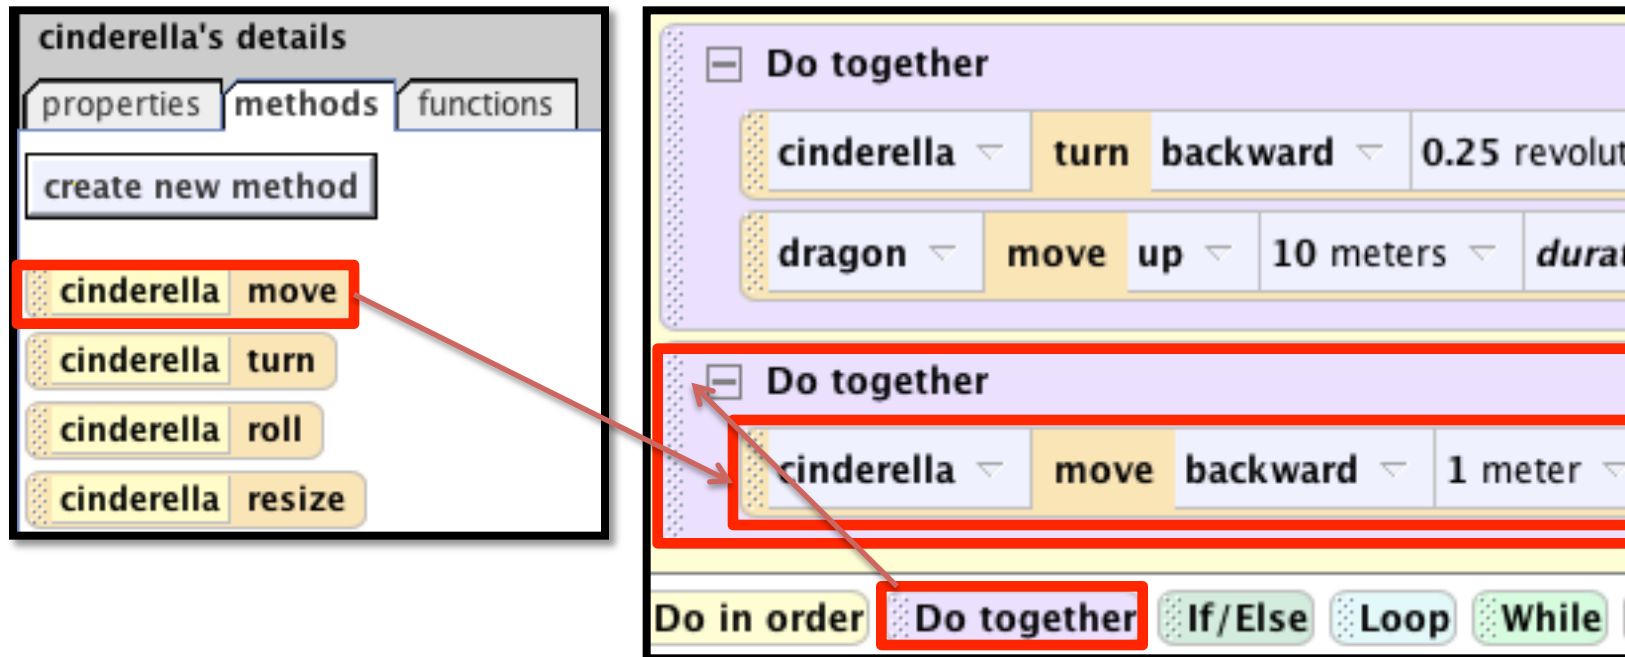 cinderella's details
properties methods functions
create new method
cinderella move
cinderella turn
cinderella roll
cinderella resize
Do together
cinderella turn backward 0.25 revolut
dragon move up 10 meters durat
Do together
cinderella move backward 1 meter
Do in order Do together If/Else Loop While